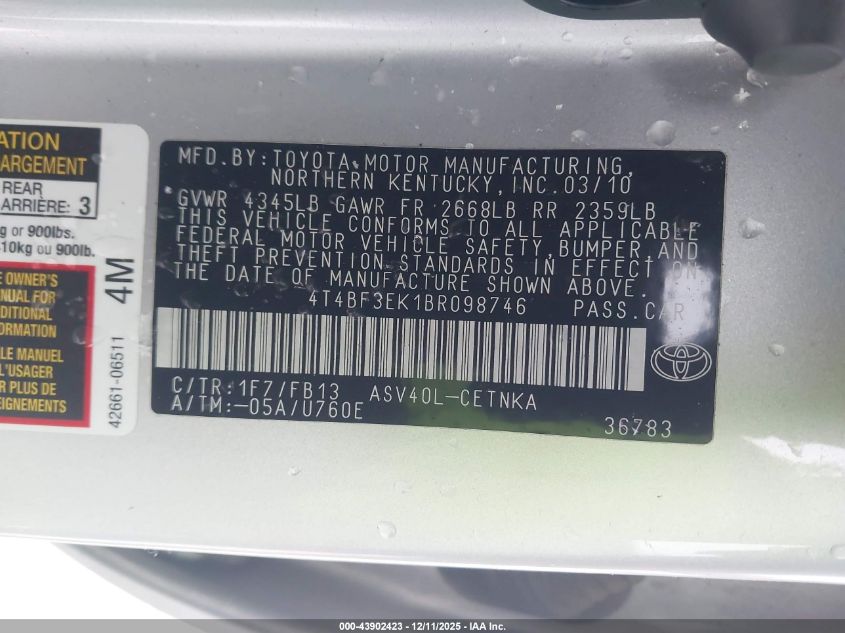 ATION
ARGEMENT
REAR
ARRIÈRE: 3
g or 900lbs.
10kg ou 900lb.
OWNER'S
MANUAL FOR
DITIONAL
FORMATION
LE MANUEL
L'USAGER
R PLUS DE
EIGNEMENTS
4M
42661-06511
MFD.BY:TOYOTA MOTOR MANUFACTURING,
NORTHERN KENTUCKY, INC. 03/10
GVWR 4345LB GAWR FR 2668LB RR 2359LB
THIS VEHICLE CONFORMS TO ALL APPLICABLE
FEDERAL MOTOR VEHICLE SAFETY, BUMPER, AND
THEFT PREVENTION STANDARDS IN EFFECT ON
THE DATE OF MANUFACTURE SHOWN ABOVE.
4T4BF3EK1BR098746 PASS.CAR
C/TR:1FZ/FB13 ASV40L-CETNKA
A/TM:-05A/U760E
36783
000-43902423 - 12/11/2025 - IAA Inc.